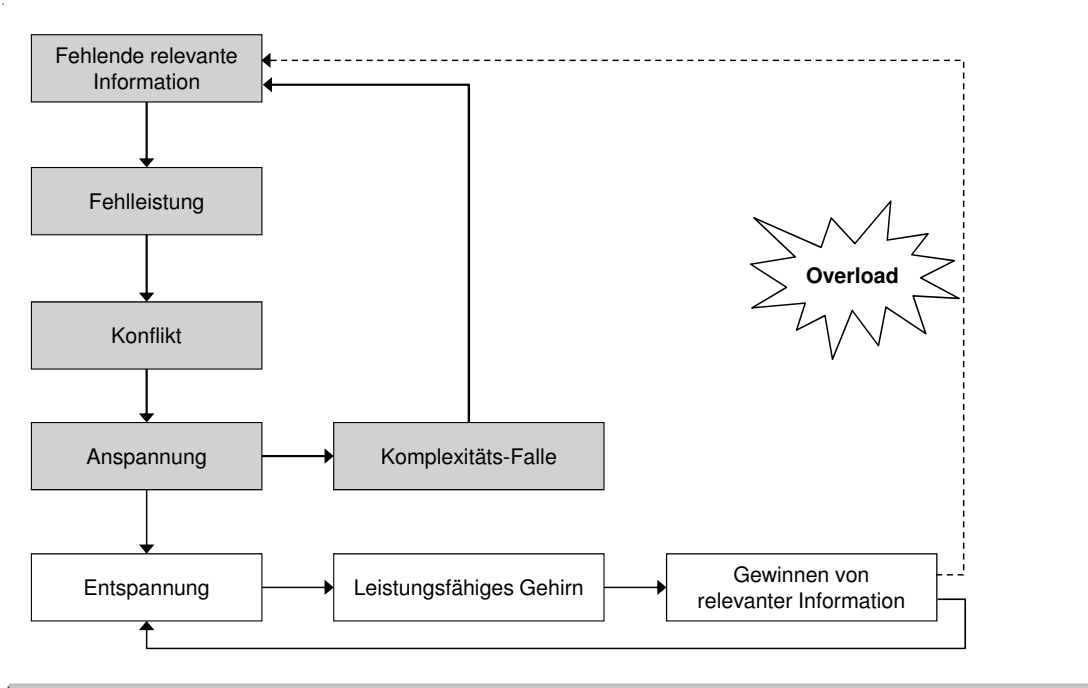 Fehlende relevante
Information
Fehlleistung
Overload
Konflikt
Anspannung
Komplexitäts-Falle
Entspannung
Leistungsfähiges Gehirn
Gewinnen von
relevanter Information